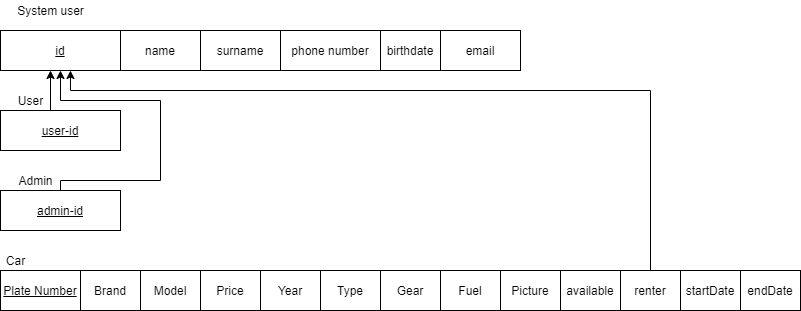 System user
id name surname phone number birthdate email
User
user-id
Admin
admin-id
Car
Plate Number Brand Model Price Year Type Gear Fuel Picture available renter startDate endDate